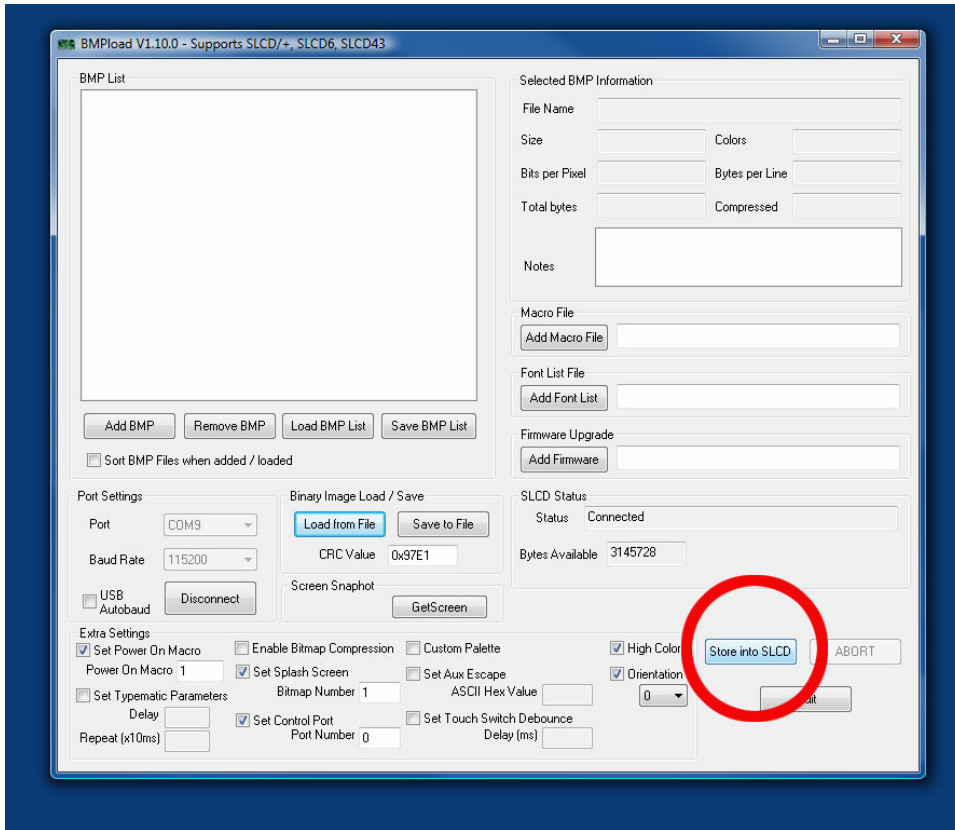 BMPload V1.10.0 - Supports SLCD/+, SLCD6, SLCD43
BMP List
Add BMP Remove BMP Load BMP List Save BMP List
Sort BMP Files when added / loaded
Selected BMP Information
File Name
Size Colors
Bits per Pixel Bytes per Line
Total bytes Compressed
Notes
Macro File
Add Macro File
Font List File
Add Font List
Firmware Upgrade
Add Firmware
Port Settings
Port COM9
Baud Rate 115200
USB
Autobaud
Disconnect
Binary Image Load / Save
Load from File Save to File
CRC Value 0x97E1
Screen Snaphot
GetScreen
SLCD Status
Status Connected
Bytes Available 3145728
Extra Settings
Set Power On Macro
Power On Macro 1
Set Typematic Parameters
Delay
Repeat (x10ms)
Enable Bitmap Compression
Set Splash Screen
Bitmap Number 1
Set Control Port
Port Number 0
Custom Palette
Set Aux Escape
ASCII Hex Value
Set Touch Switch Debounce
Delay (ms)
High Color
Orientation
0
Store into SLCD ABORT